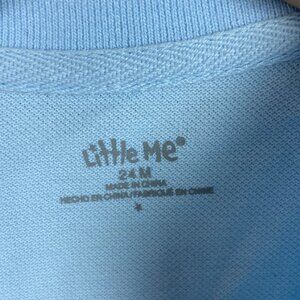 Little Me
24 M
MADE IN CHINA
HECHO EN CHINA/FABRIQUÉ EN CHINE